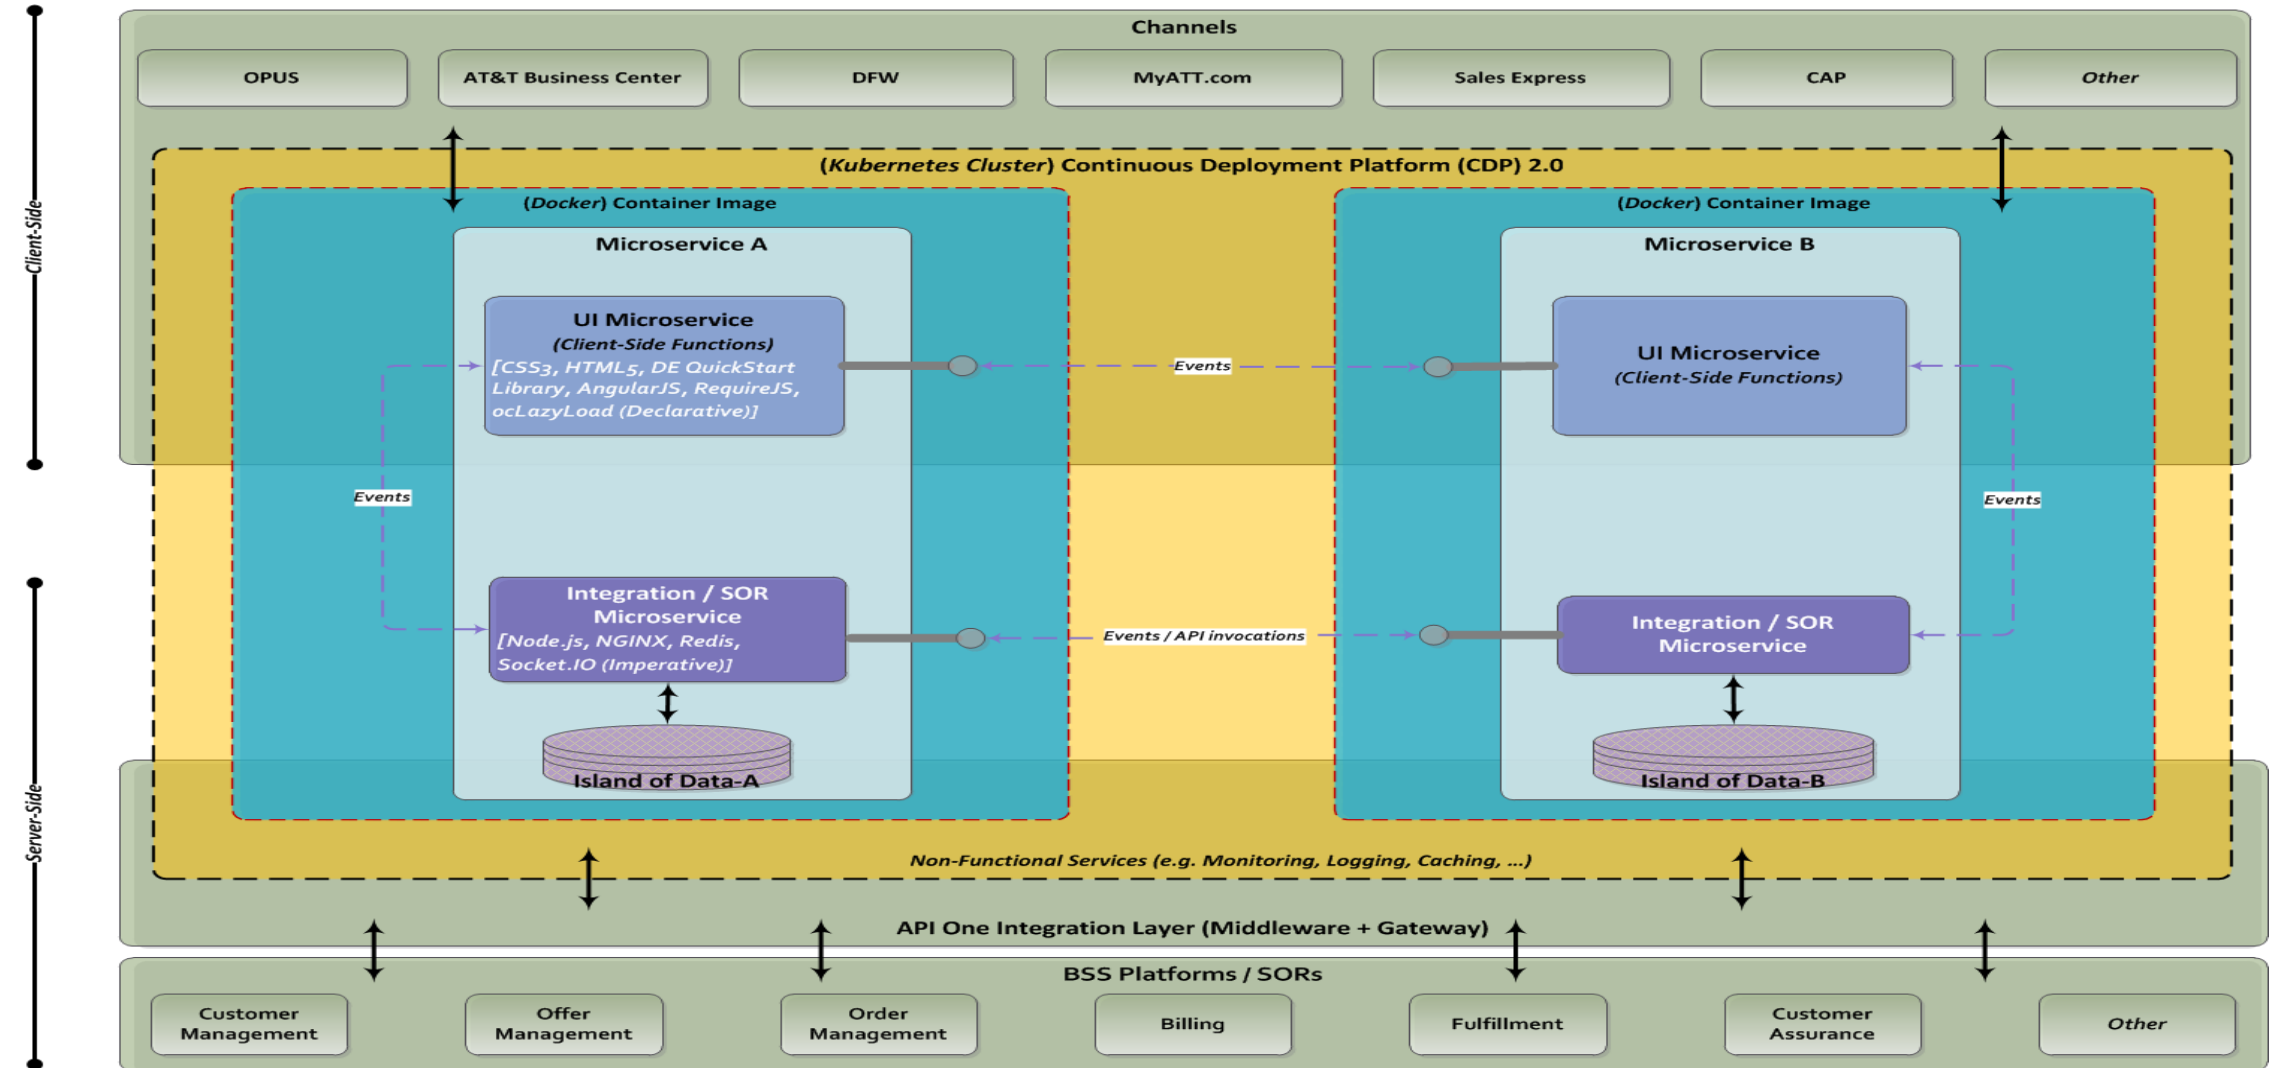 Channels
OPUS
AT&T Business Center
DFW
MyATT.com
Sales Express
CAP
Other
(Kubernetes Cluster) Continuous Deployment Platform (CDP) 2.0
(Docker) Container Image
(Docker) Container Image
Microservice A
Microservice B
Client-Side
UI Microservice
(Client-Side Functions)
[CSS3, HTML5, DE QuickStart
Library, AngularJS, RequireJS,
ocLazyLoad (Declarative)]
Events
UI Microservice
(Client-Side Functions)
Events
Events
Integration / SOR
Microservice
[Node.js, NGINX, Redis,
Socket.IO (Imperative)]
Events / API invocations
Integration / SOR
Microservice
Island of Data-A
Island of Data-B
Server-Side
Non-Functional Services (e.g. Monitoring, Logging, Caching, ...)
API One Integration Layer (Middleware + Gateway)
BSS Platforms / SORs
Customer
Management
Offer
Management
Order
Management
Billing
Fulfillment
Customer
Assurance
Other